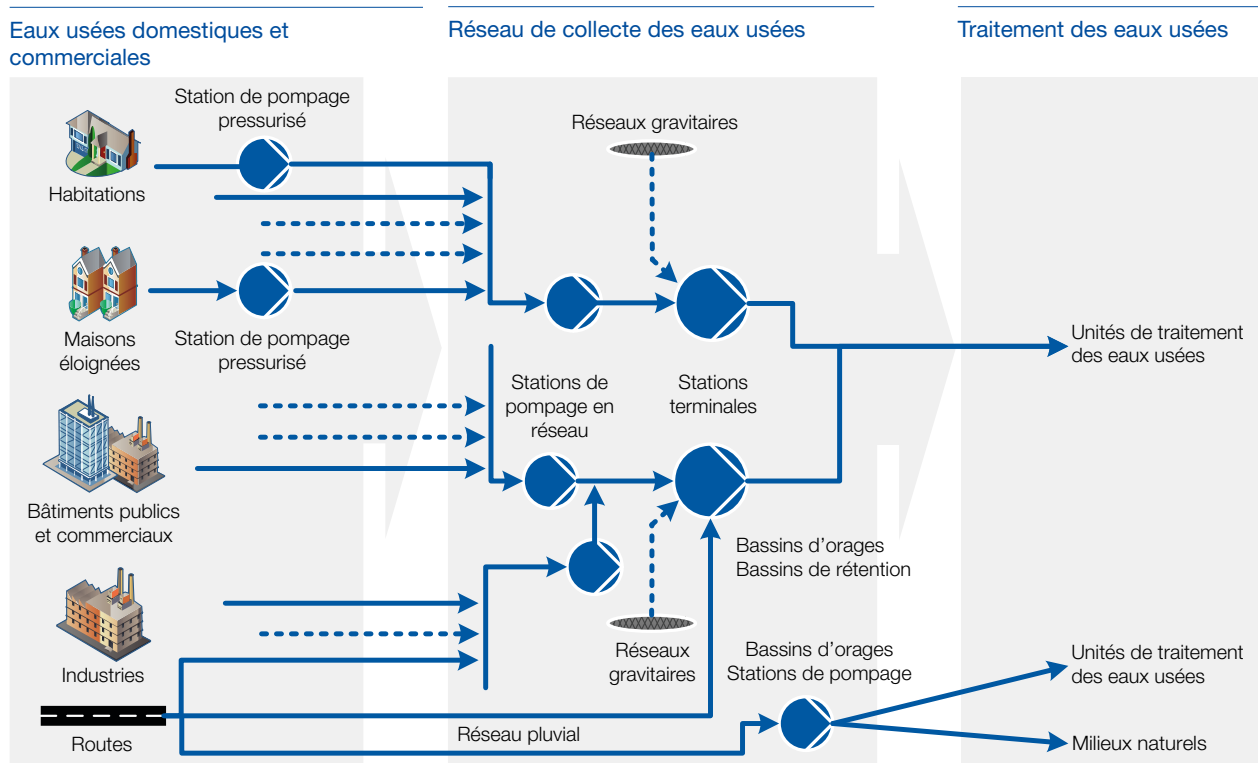 Eaux usées domestiques et
commerciales
Réseau de collecte des eaux usées
Traitement des eaux usées
Station de pompage
pressurisé
Habitations
Réseaux gravitaires
Maisons
éloignées
Station de pompage
pressurisé
Unités de traitement
des eaux usées
Stations de
pompage en
réseau
Stations
terminales
Bâtiments publics
et commerciaux
Bassins d’orages
Bassins de rétention
Industries
Réseaux
gravitaires
Bassins d’orages
Stations de pompage
Unités de traitement
des eaux usées
Routes
Réseau pluvial
Milieux naturels